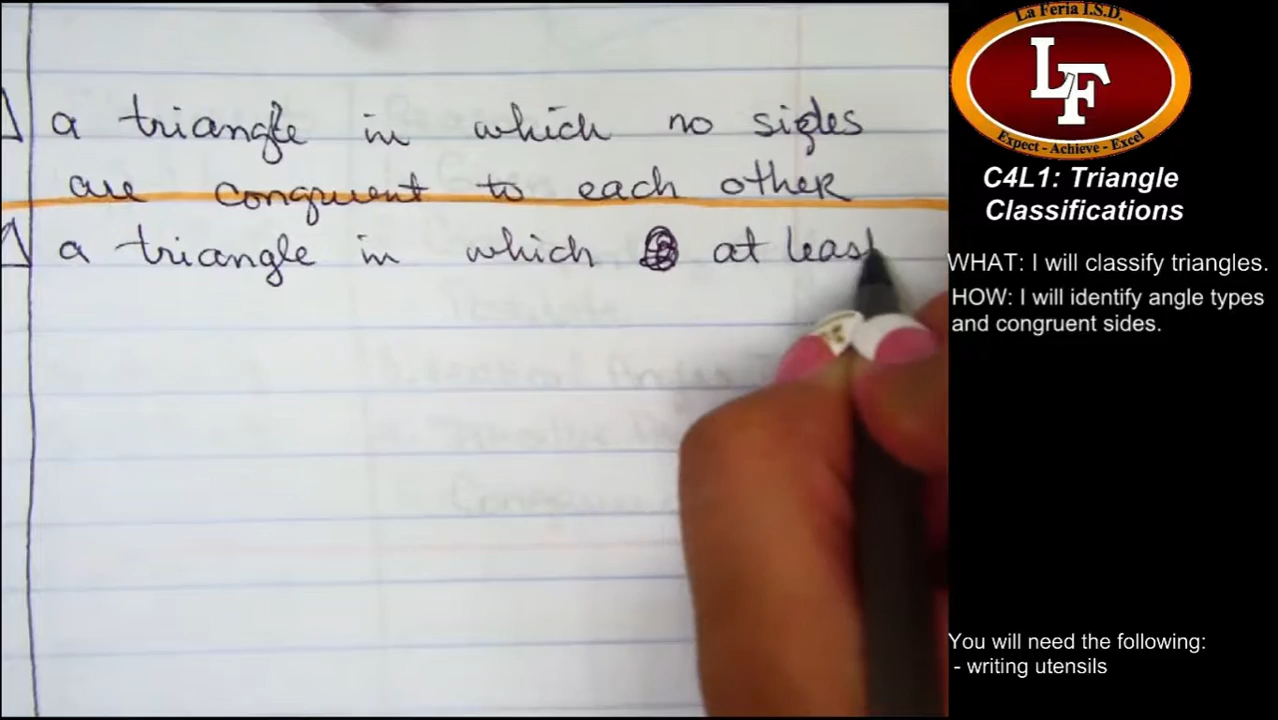 a triangle in which no sides
are congruent to each other
a triangle in which at least
La Feria I.S.D.
LF
Expect - Achieve - Excel
C4L1: Triangle
Classifications
WHAT: I will classify triangles.
HOW: I will identify angle types
and congruent sides.
You will need the following:
- writing utensils